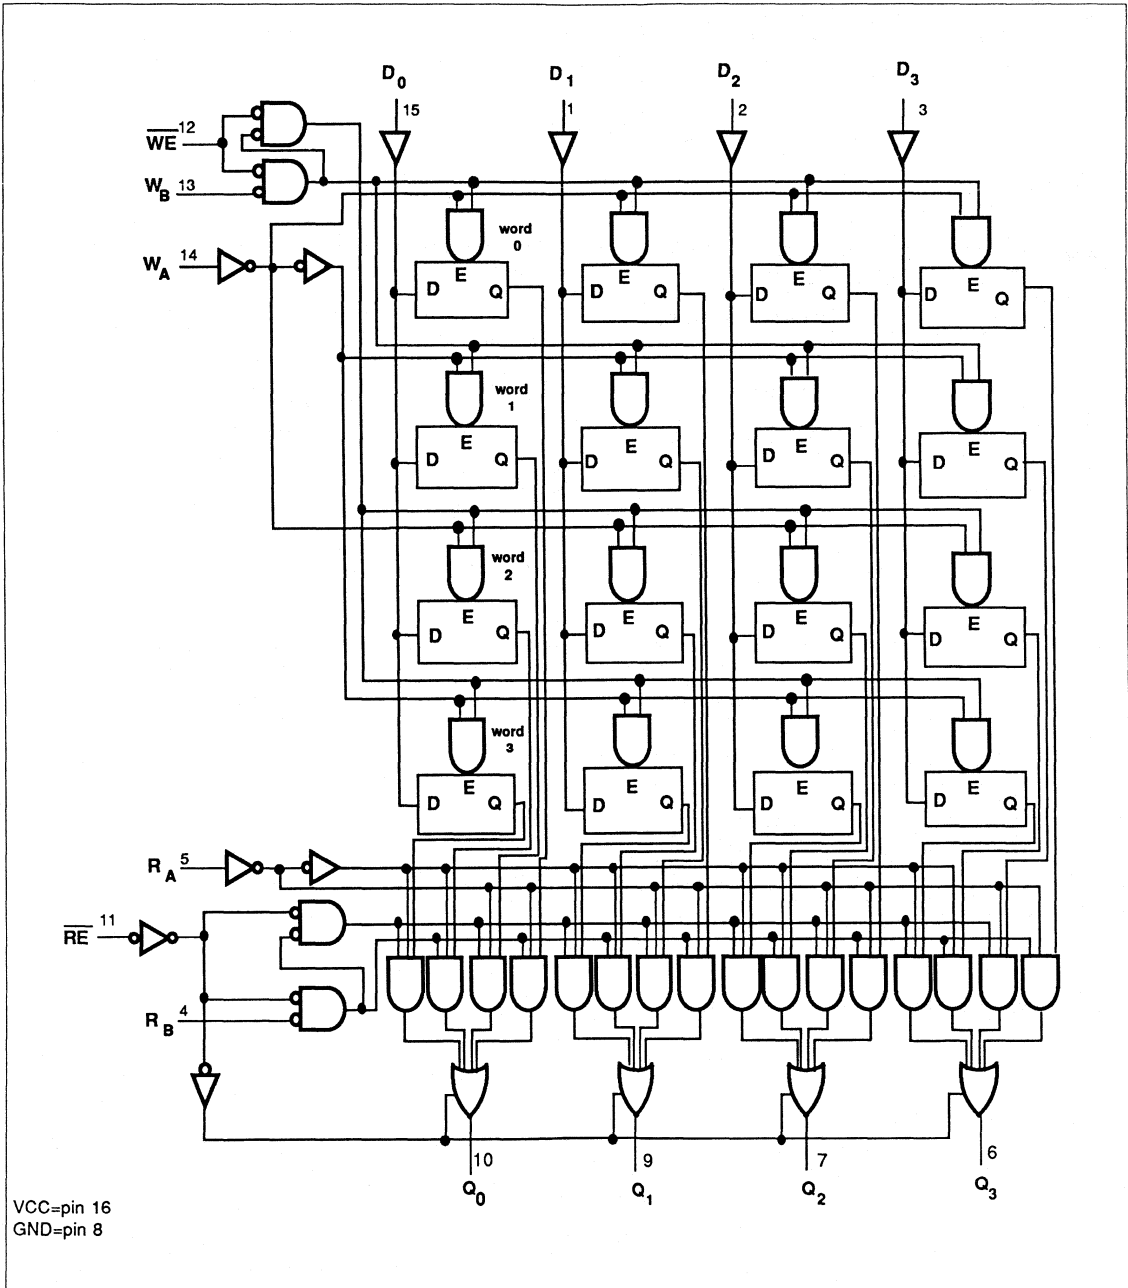 D0 D1 D2 D3
15 1 2 3
WE 12
WB 13
WA 14
word 0
E E E E
D Q D Q D Q D Q
word 1
E E E E
D Q D Q D Q D Q
word 2
E E E E
D Q D Q D Q D Q
word 3
E E E E
D Q D Q D Q D Q
RA 5
RE 11
RB 4
10 9 7 6
Q0 Q1 Q2 Q3
VCC=pin 16
GND=pin 8